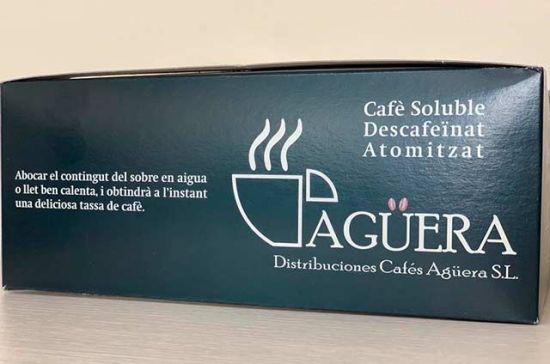 Cafè Soluble
Descafeïnat
Atomitzat
Abocar el contingut del sobre en aigua
o llet ben calenta, i obtindrà a l'instant
una deliciosa tassa de cafè.
AGÜERA
Distribuciones Cafés Agüera S.L.